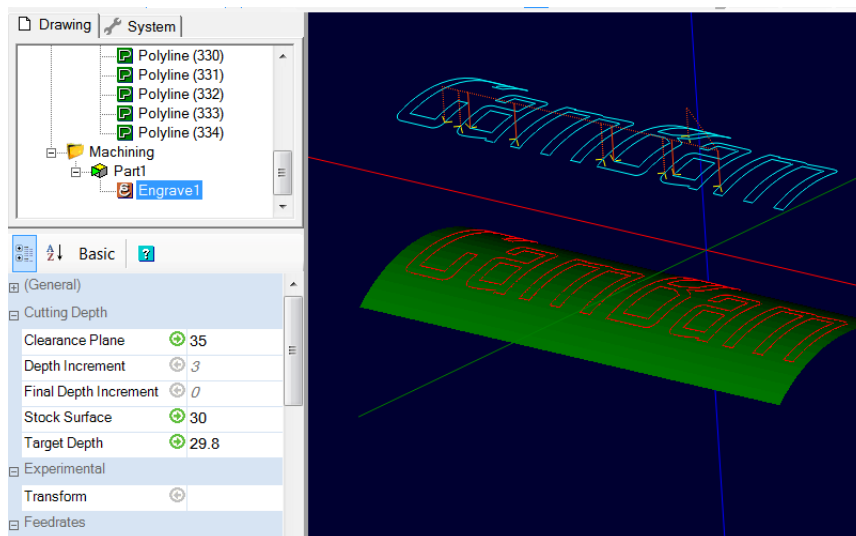 Drawing System
Polyline (330)
Polyline (331)
Polyline (332)
Polyline (333)
Polyline (334)
Machining
Part1
Engrave1
Basic
(General)
Cutting Depth
Clearance Plane 35
Depth Increment 3
Final Depth Increment 0
Stock Surface 30
Target Depth 29.8
Experimental
Transform
Feedrates
CamBam
CamBam